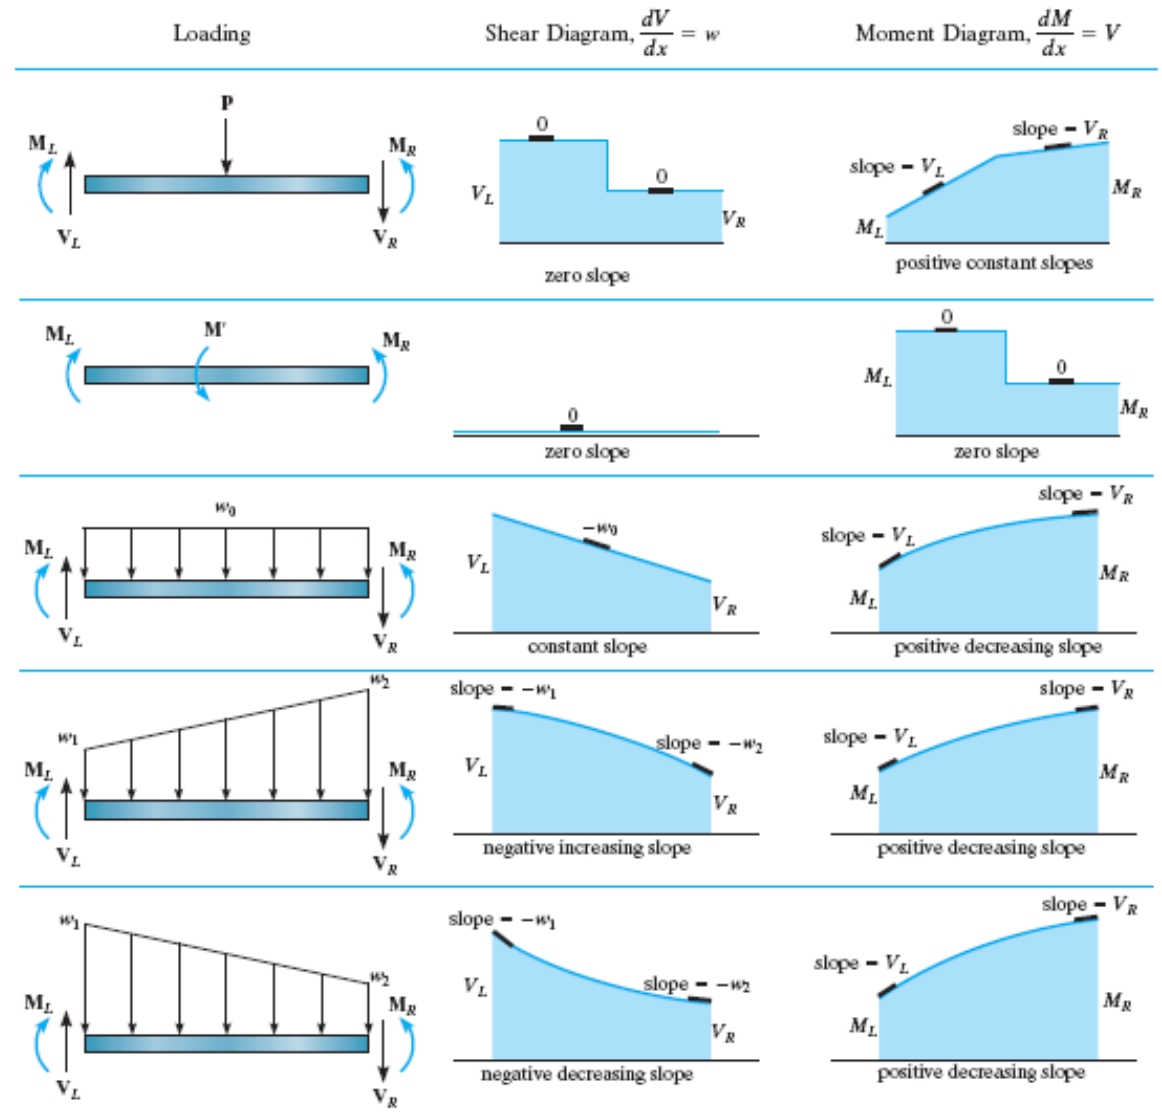 Loading
Shear Diagram, dV/dx = w
Moment Diagram, dM/dx = V
P
M_L
M_R
V_L
V_R
0
0
V_L
V_R
zero slope
slope - V_R
slope - V_L
M_L
M_R
positive constant slopes
M_L
M'
M_R
0
zero slope
0
0
M_L
M_R
zero slope
w_0
M_L
M_R
V_L
V_R
-w_0
V_L
V_R
constant slope
slope - V_R
slope - V_L
M_L
M_R
positive decreasing slope
w_2
w_1
M_L
M_R
V_L
V_R
slope - -w_1
slope - -w_2
V_L
V_R
negative increasing slope
slope - V_R
slope - V_L
M_L
M_R
positive decreasing slope
w_1
w_2
M_L
M_R
V_L
V_R
slope - -w_1
slope - -w_2
V_L
V_R
negative decreasing slope
slope - V_R
slope - V_L
M_L
M_R
positive decreasing slope